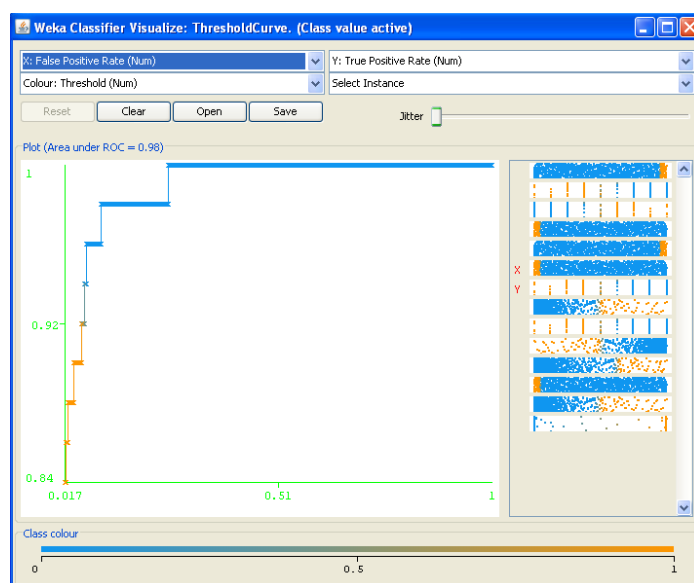 Weka Classifier Visualize: ThresholdCurve. (Class value active)
X: False Positive Rate (Num)
Y: True Positive Rate (Num)
Colour: Threshold (Num)
Select Instance
Reset
Clear
Open
Save
Jitter
Plot (Area under ROC = 0.98)
1
0.92
0.84
0.017
0.51
1
X
Y
Class colour
0
0.5
1